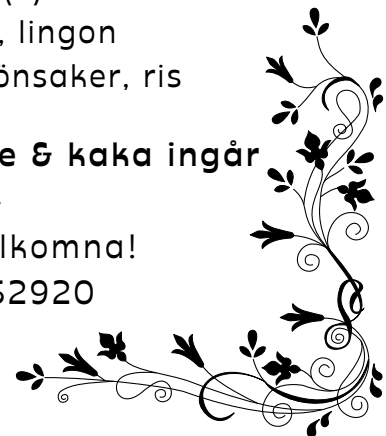 , lingon
önsaker, ris
e & kaka ingår
lkomna!
52920